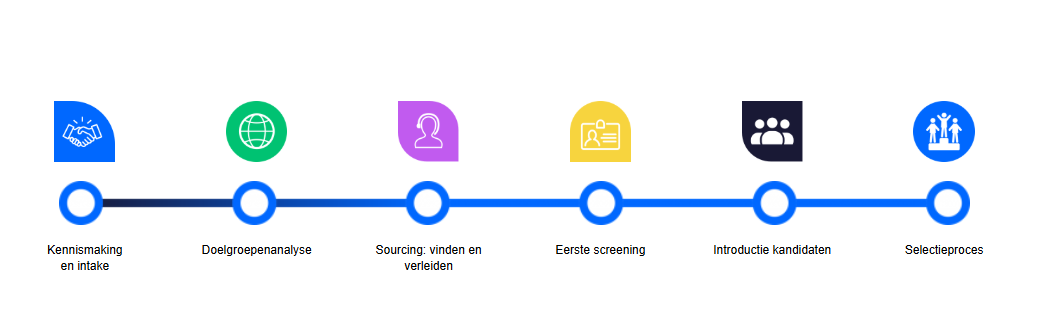 Kennismaking
en intake
Doelgroepenanalyse
Sourcing: vinden en
verleiden
Eerste screening
Introductie kandidaten
Selectieproces